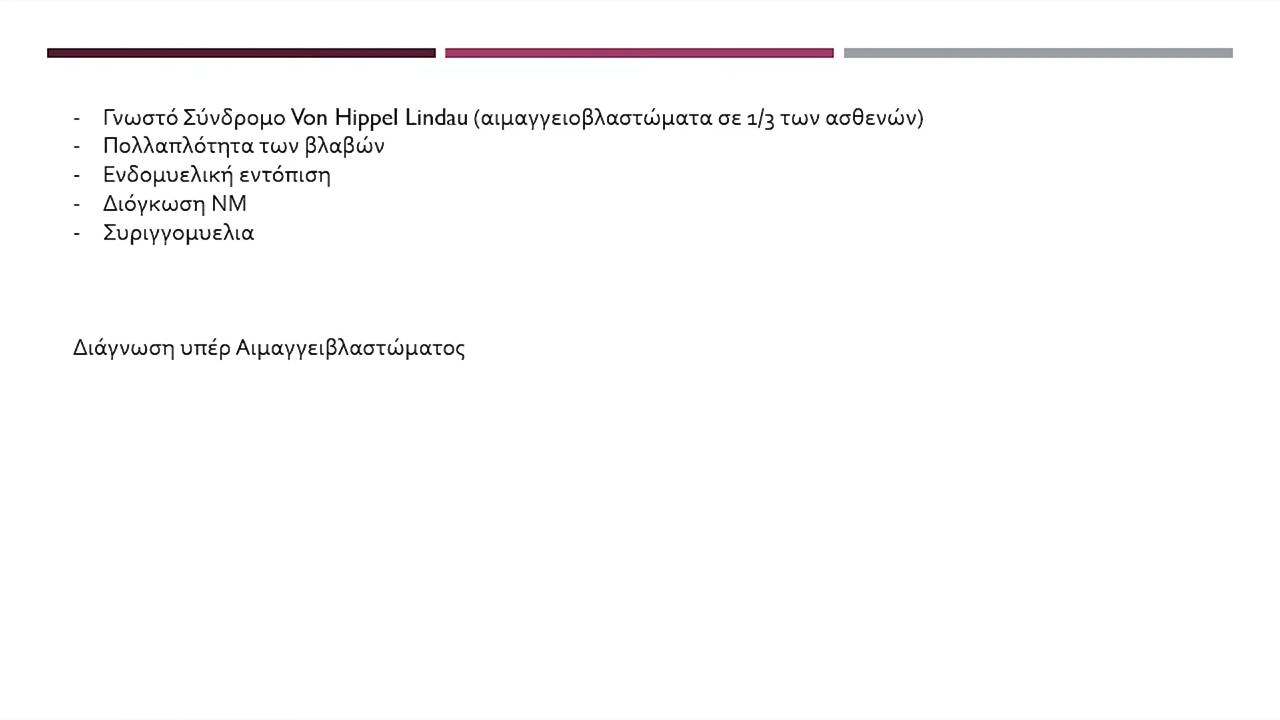 - Γνωστό Σύνδρομο Von Hippel Lindau (αιμαγγειοβλαστώματα σε 1/3 των ασθενών)
- Πολλαπλότητα των βλαβών
- Ενδομυελική εντόπιση
- Διόγκωση ΝΜ
- Συριγγομυελια
Διάγνωση υπέρ Αιμαγγειβλαστώματος